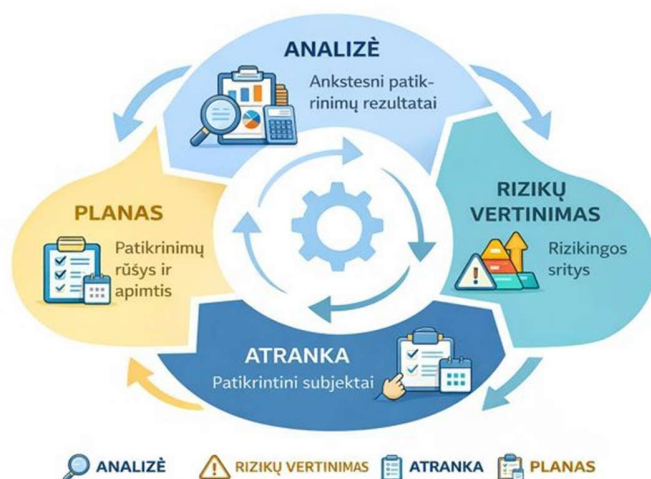 ANALIZĖ
Ankstesni patik-
rinimų rezultatai
RIZIKŲ
VERTINIMAS
Rizikingos
sritys
ATRANKA
Patikrintini subjektai
PLANAS
Patikrinimų
rūšys ir
apimtis
ANALIZĖ
RIZIKŲ VERTINIMAS
ATRANKA
PLANAS